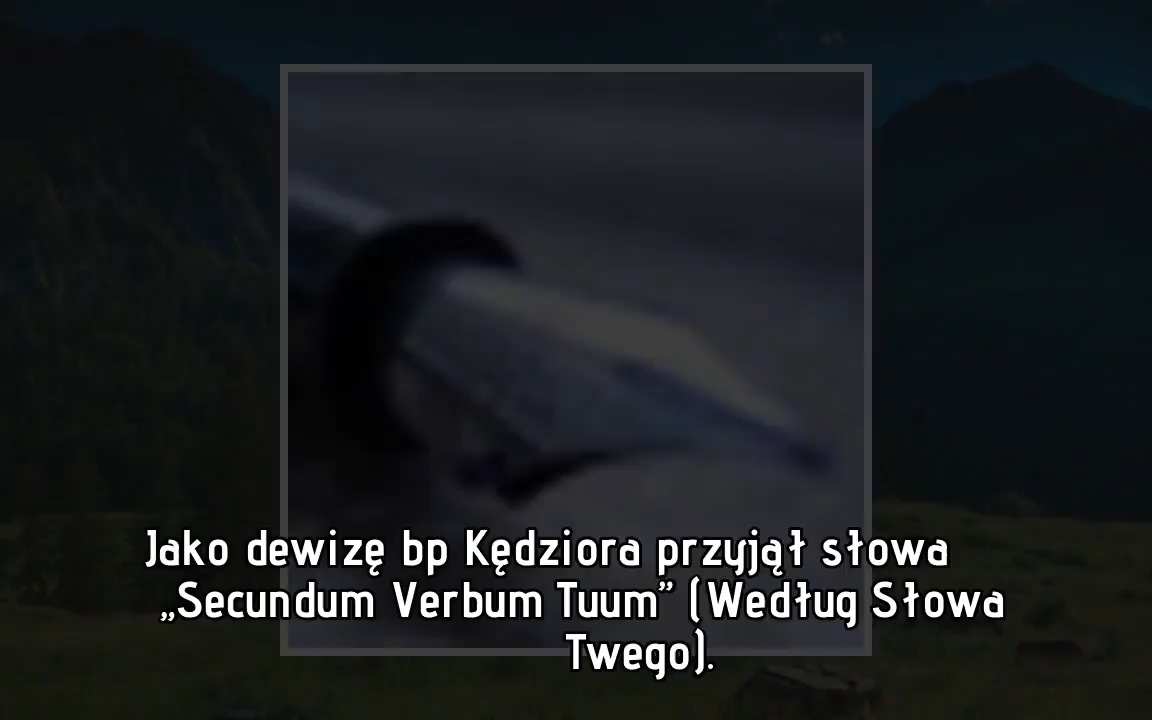 Jako dewizę bp Kędziora przyjął słowa
„Secundum Verbum Tuum” (Według Słowa
Twego).